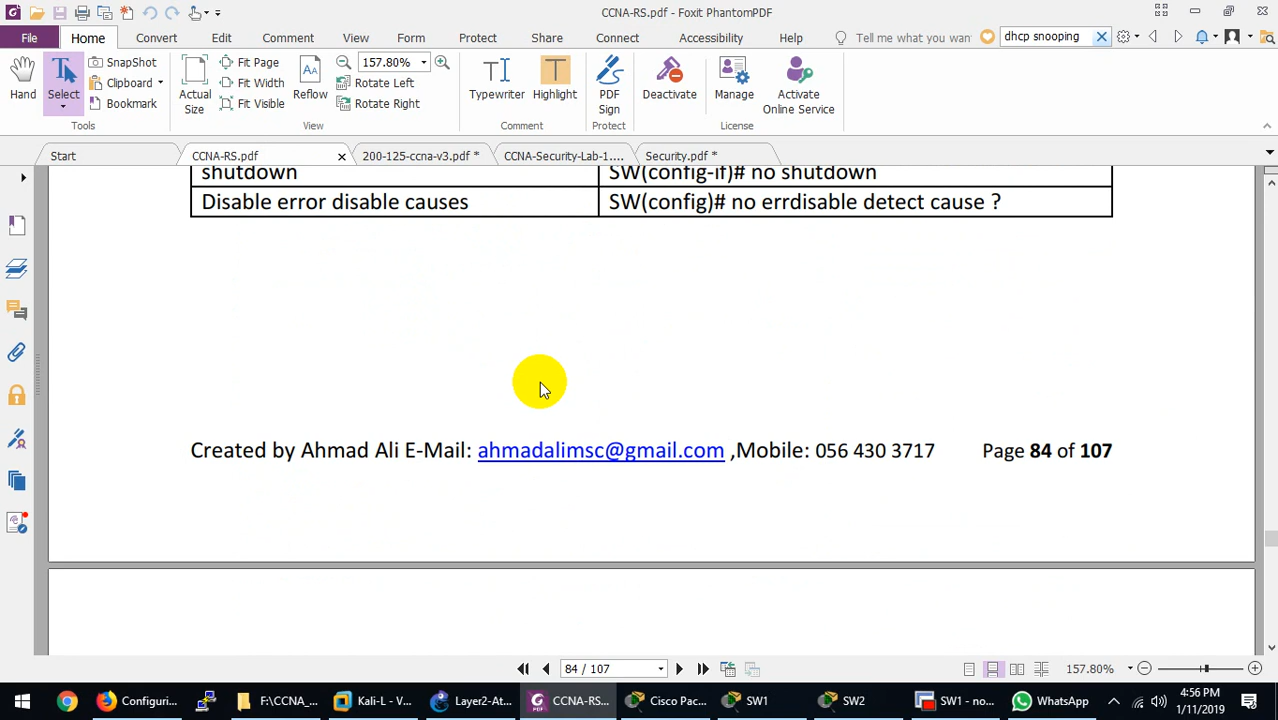 CCNA-RS.pdf - Foxit PhantomPDF
File Home Convert Edit Comment View Form Protect Share Connect Accessibility Help Tell me what you want.. dhcp snooping
Hand
Select
SnapShot
Clipboard
Bookmark
Tools
Actual Size
Fit Page
Fit Width
Fit Visible
Reflow
157.80%
Rotate Left
Rotate Right
View
Typewriter
Highlight
Comment
PDF Sign
Protect
Deactivate
Manage
Activate Online Service
License
Start CCNA-RS.pdf 200-125-ccna-v3.pdf * CCNA-Security-Lab-1.... Security.pdf *
shutdown SW(config-if)# no shutdown
Disable error disable causes SW(config)# no errdisable detect cause ?
Created by Ahmad Ali E-Mail: ahmadalimsc@gmail.com ,Mobile: 056 430 3717 Page 84 of 107
84 / 107 157.80%
Configuri... F:\CCNA_... Kali-L - V... Layer2-At... CCNA-RS... Cisco Pac... SW1 SW2 SW1 - no... WhatsApp
4:56 PM
1/11/2019